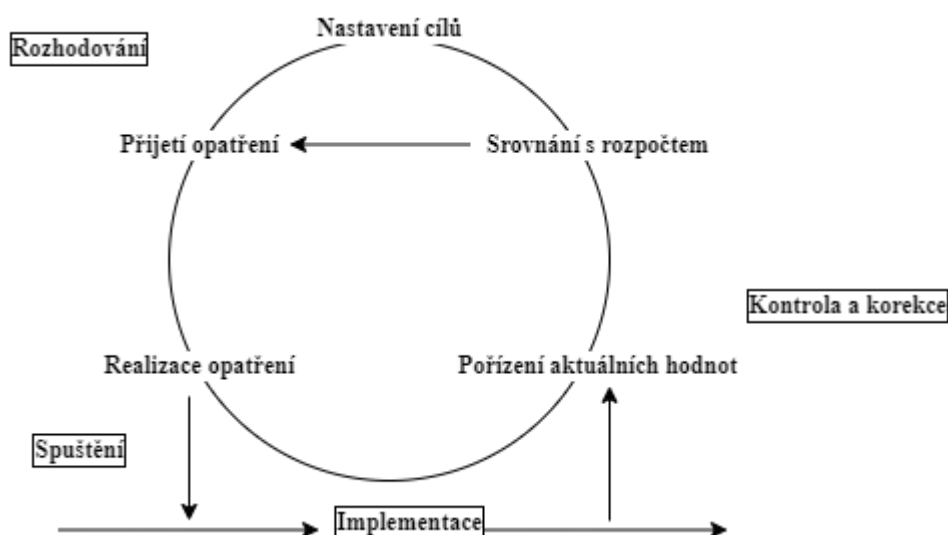 Nastavení cílů
Rozhodování
Přijetí opatření
Srovnání s rozpočtem
Kontrola a korekce
Realizace opatření
Pořízení aktuálních hodnot
Spuštění
Implementace